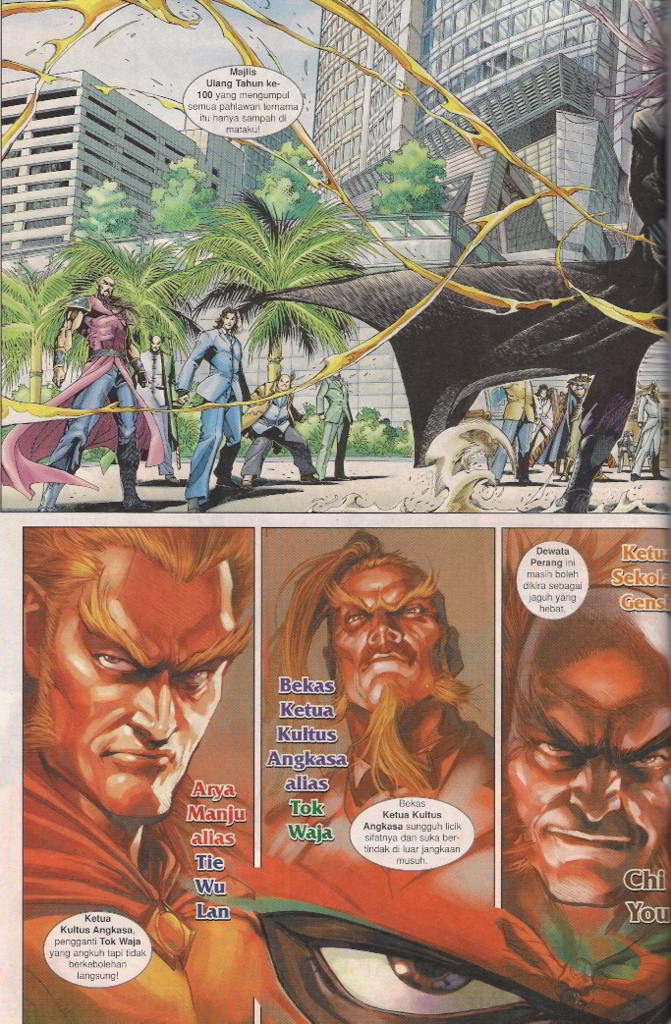 Majlis
Ulang Tahun ke-
100 yang mengumpul
semua pahlawan ternama
itu hanya sampah di
mataku!
Arya
Manju
alias
Tie
Wu
Lan
Ketua
Kultus Angkasa,
pengganti Tok Waja
yang angkuh tapi tidak
berkebolehan
langsung!
Bekas
Ketua
Kultus
Angkasa
alias
Tok
Waja
Bekas
Ketua Kultus
Angkasa sungguh licik
sifatnya dan suka ber-
tindak di luar jangkaan
musuh.
Dewata
Perang ini
masih boleh
dikira sebagai
jaguh yang
hebat.
Chi
You